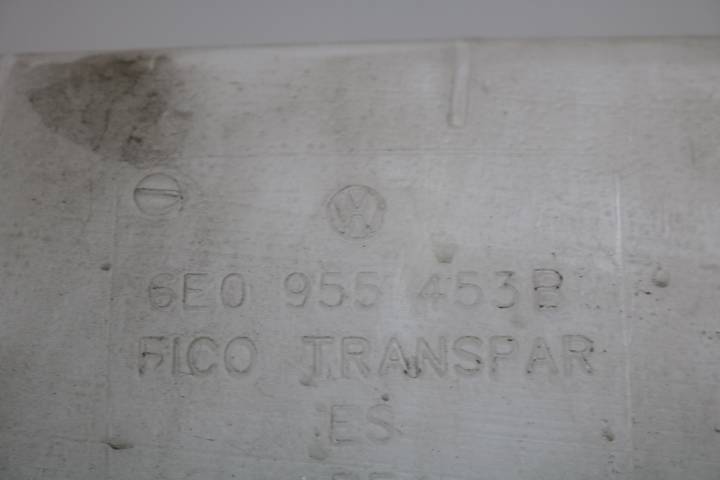 6E0 955 453B
FICO TRANSPAR
ES